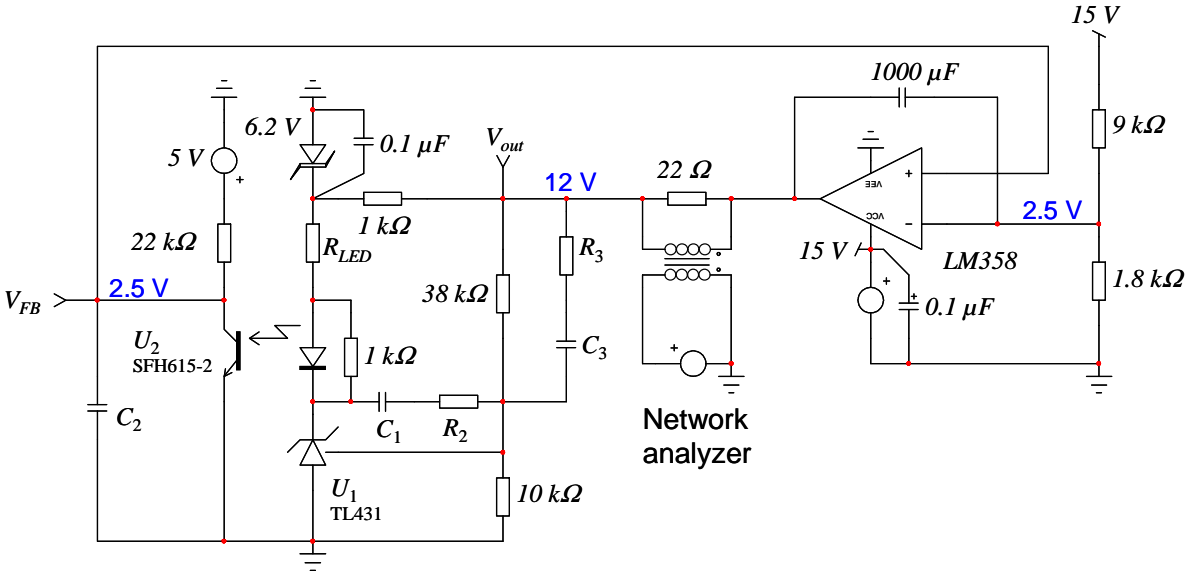 15 V
1000 µF
6.2 V
0.1 µF
V_out
9 kΩ
5 V
12 V
22 Ω
VEE
+
VCC
−
2.5 V
+
1 kΩ
22 kΩ
R_LED
R_3
15 V
LM358
1.8 kΩ
V_FB
2.5 V
38 kΩ
+
+
0.1 µF
U_2
SFH615-2
1 kΩ
C_3
+
C_2
C_1
R_2
Network
analyzer
U_1
TL431
10 kΩ